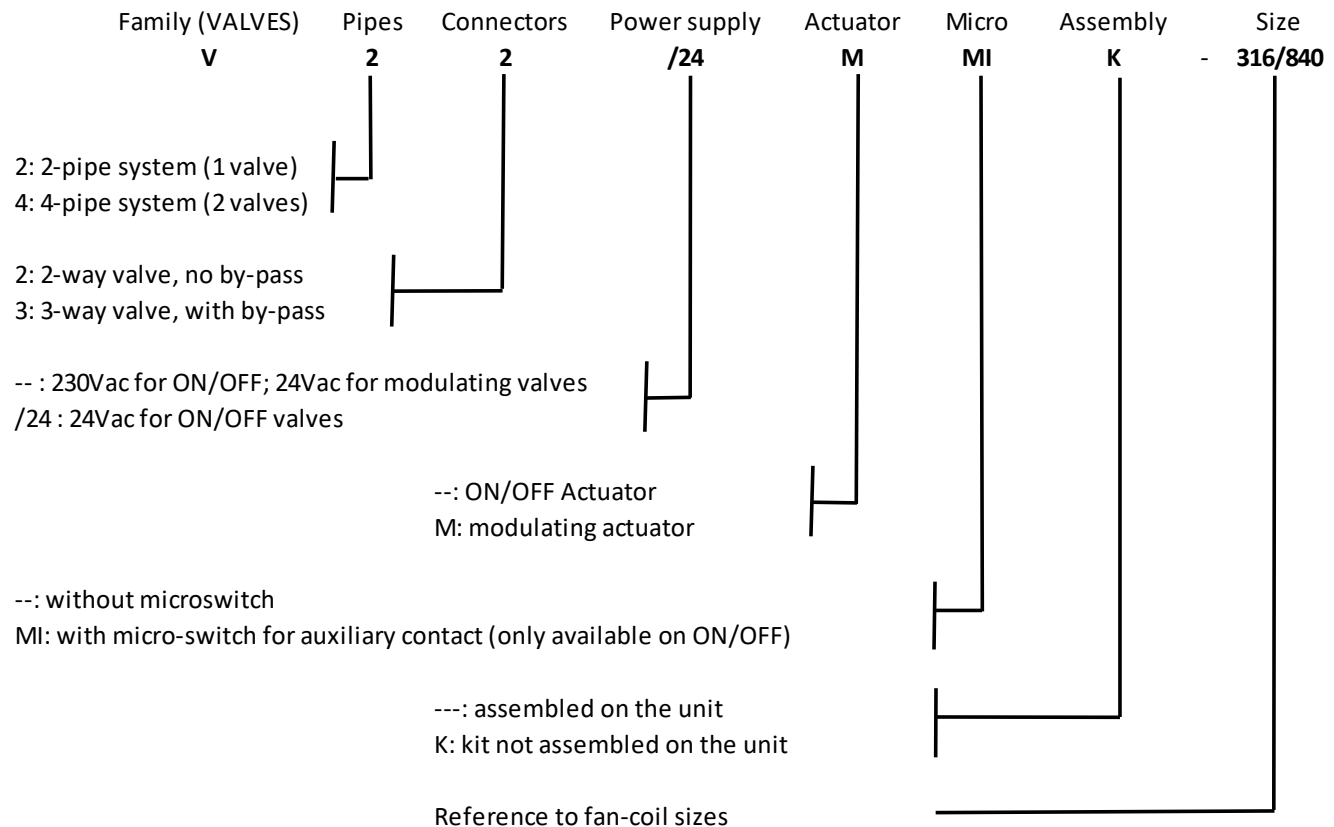 Family (VALVES) Pipes Connectors Power supply Actuator Micro Assembly Size
V 2 2 /24 M MI K - 316/840
2: 2-pipe system (1 valve)
4: 4-pipe system (2 valves)
2: 2-way valve, no by-pass
3: 3-way valve, with by-pass
-- : 230Vac for ON/OFF; 24Vac for modulating valves
/24 : 24Vac for ON/OFF valves
--: ON/OFF Actuator
M: modulating actuator
--: without microswitch
MI: with micro-switch for auxiliary contact (only available on ON/OFF)
---: assembled on the unit
K: kit not assembled on the unit
Reference to fan-coil sizes